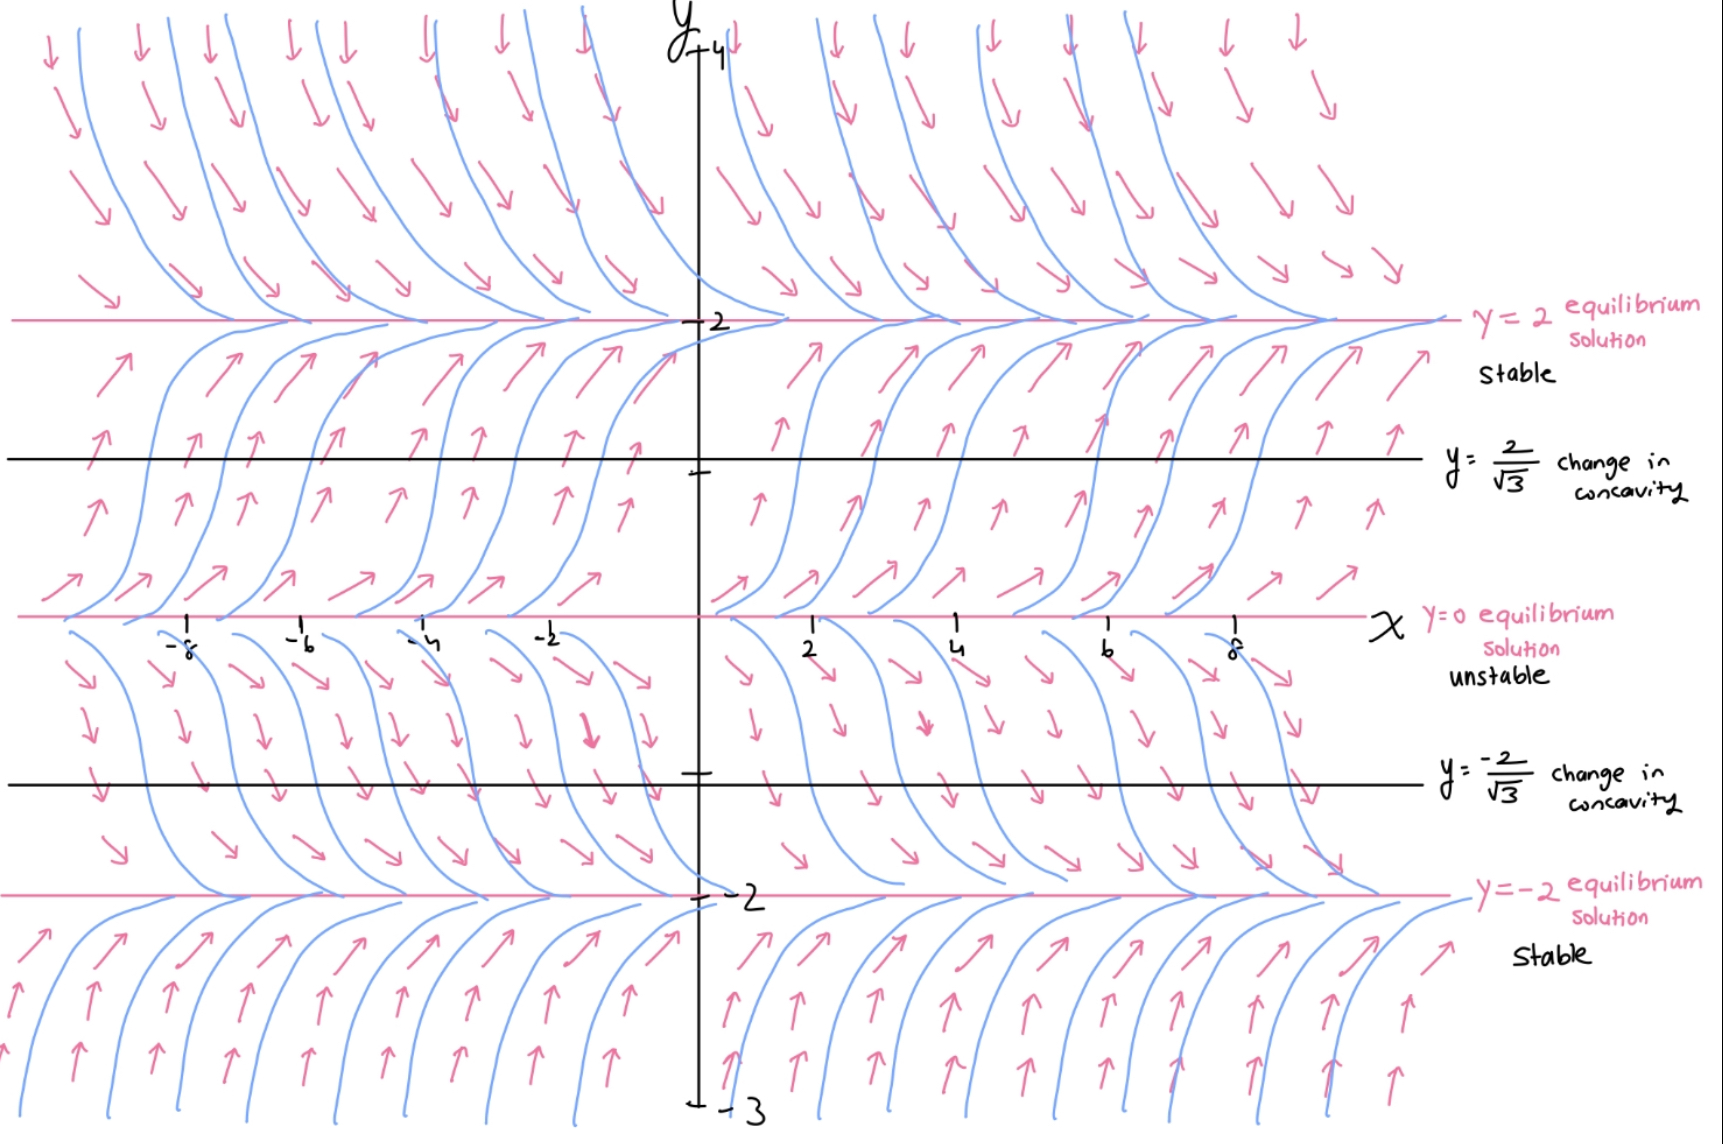 y
4
2
y = 2 equilibrium
solution
stable
y = 2/√3 change in
concavity
-8 -6 -4 -2 2 4 6 8 x
y=0 equilibrium
solution
unstable
y = -2/√3 change in
concavity
-2
y = -2 equilibrium
solution
Stable
-3